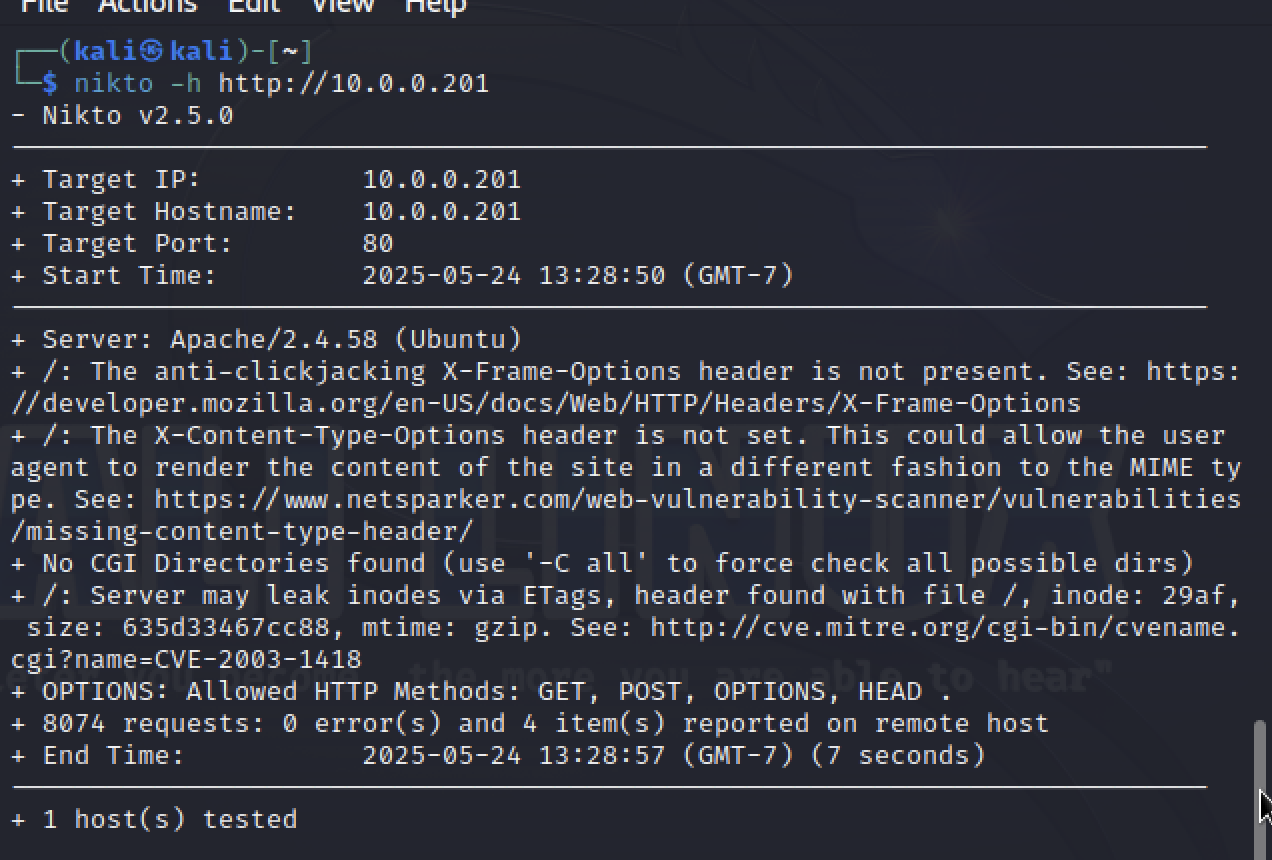 File Actions Edit View Help
┌──(kali㉿kali)-[~]
└─$ nikto -h http://10.0.0.201
- Nikto v2.5.0
+ Target IP: 10.0.0.201
+ Target Hostname: 10.0.0.201
+ Target Port: 80
+ Start Time: 2025-05-24 13:28:50 (GMT-7)
+ Server: Apache/2.4.58 (Ubuntu)
+ /: The anti-clickjacking X-Frame-Options header is not present. See: https:
//developer.mozilla.org/en-US/docs/Web/HTTP/Headers/X-Frame-Options
+ /: The X-Content-Type-Options header is not set. This could allow the user
agent to render the content of the site in a different fashion to the MIME ty
pe. See: https://www.netsparker.com/web-vulnerability-scanner/vulnerabilities
/missing-content-type-header/
+ No CGI Directories found (use '-C all' to force check all possible dirs)
+ /: Server may leak inodes via ETags, header found with file /, inode: 29af,
 size: 635d33467cc88, mtime: gzip. See: http://cve.mitre.org/cgi-bin/cvename.
cgi?name=CVE-2003-1418
the more you are able to hear"
+ OPTIONS: Allowed HTTP Methods: GET, POST, OPTIONS, HEAD .
+ 8074 requests: 0 error(s) and 4 item(s) reported on remote host
+ End Time: 2025-05-24 13:28:57 (GMT-7) (7 seconds)
+ 1 host(s) tested